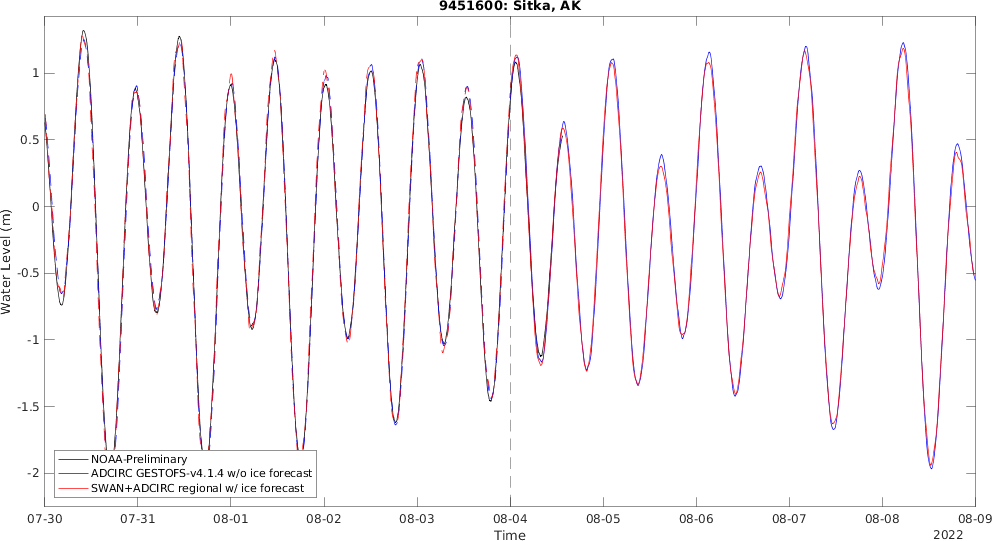 9451600: Sitka, AK
Water Level (m)
1
0.5
0
-0.5
-1
-1.5
-2
NOAA-Preliminary
ADCIRC GESTOFS-v4.1.4 w/o ice forecast
SWAN+ADCIRC regional w/ ice forecast
07-30 07-31 08-01 08-02 08-03 08-04 08-05 08-06 08-07 08-08 08-09
Time
2022